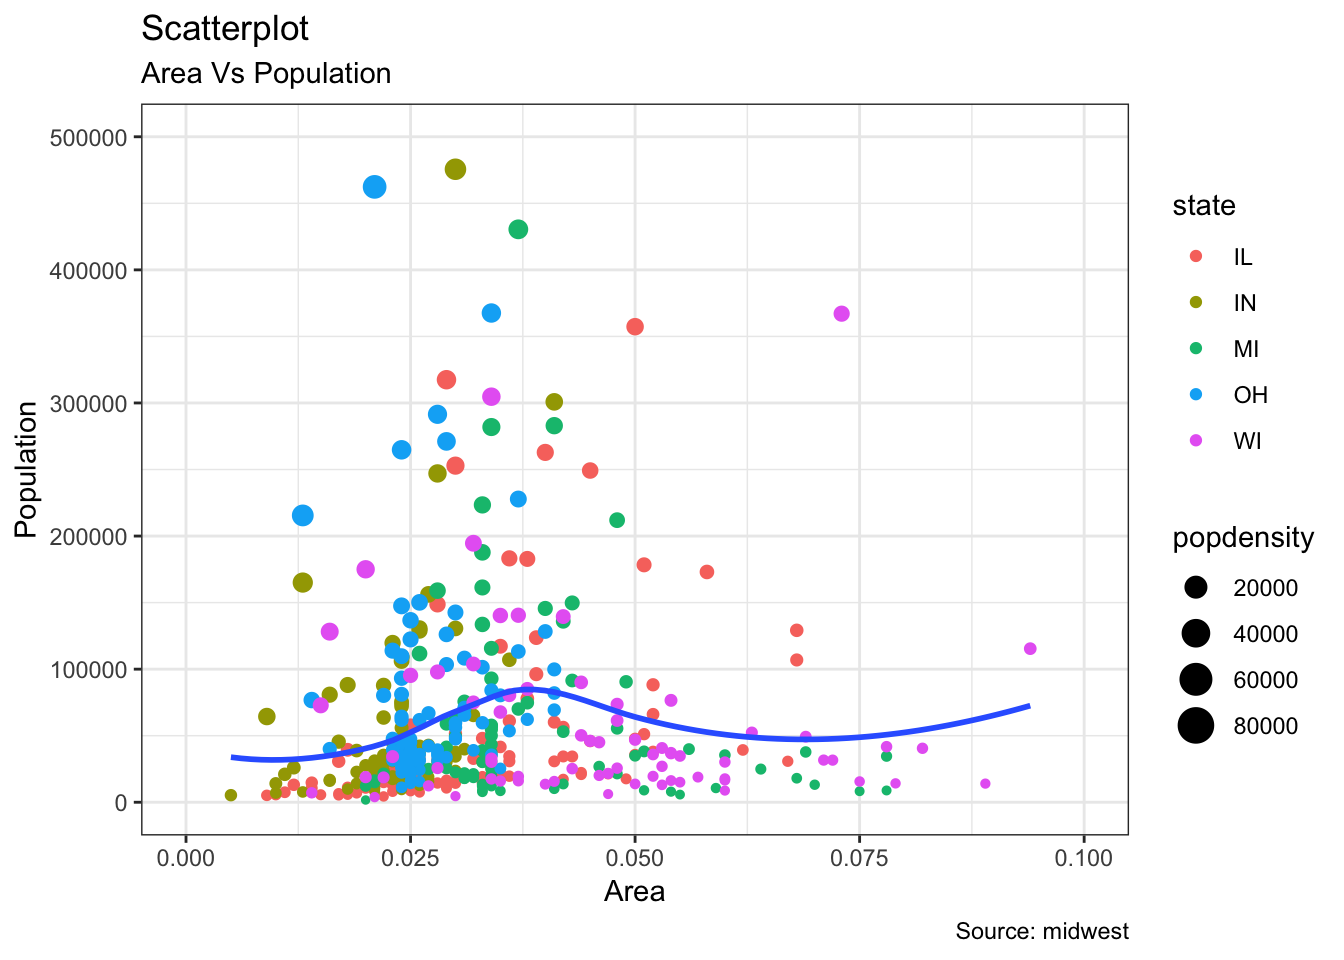 Scatterplot
Area Vs Population
500000
400000
300000
200000
100000
0
Population
0.000 0.025 0.050 0.075 0.100
Area
state
IL
IN
MI
OH
WI
popdensity
20000
40000
60000
80000
Source: midwest